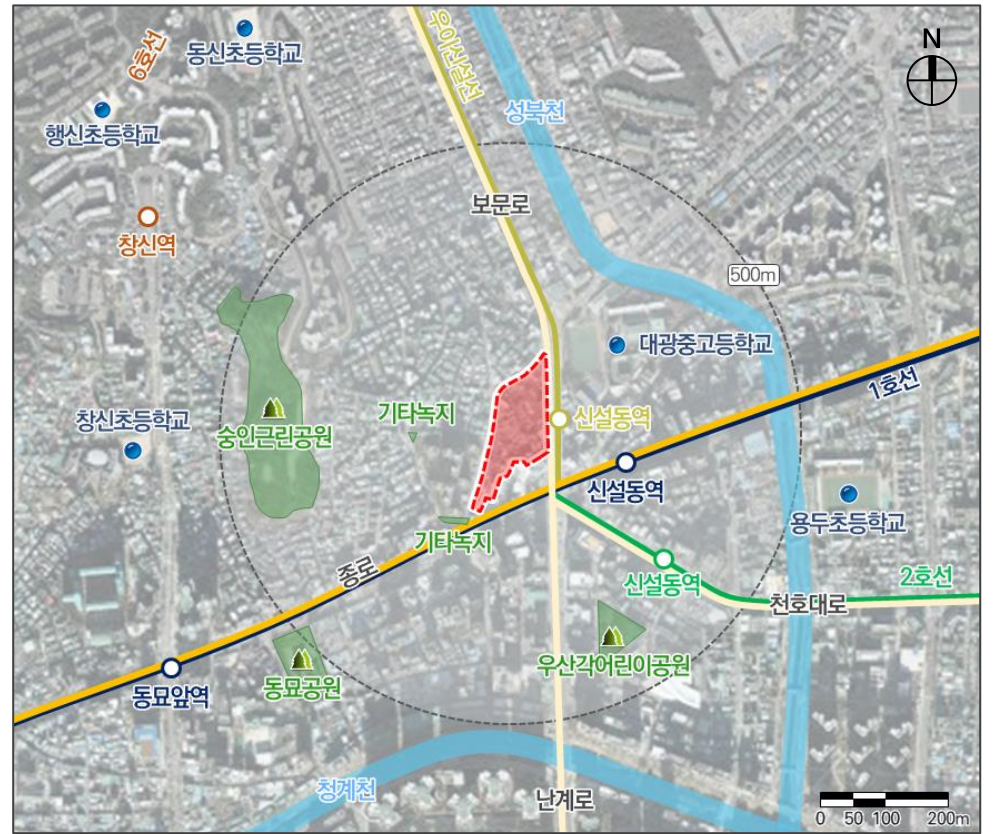 동신초등학교
6호선
우이신설선
N
행신초등학교
성북천
보문로
창신역
500m
대광중고등학교
1호선
창신초등학교
기타녹지
신설동역
숭인근린공원
신설동역
용두초등학교
기타녹지
종로
신설동역
2호선
천호대로
우산각어린이공원
동묘앞역
동묘공원
청계천
난계로
0 50 100 200m